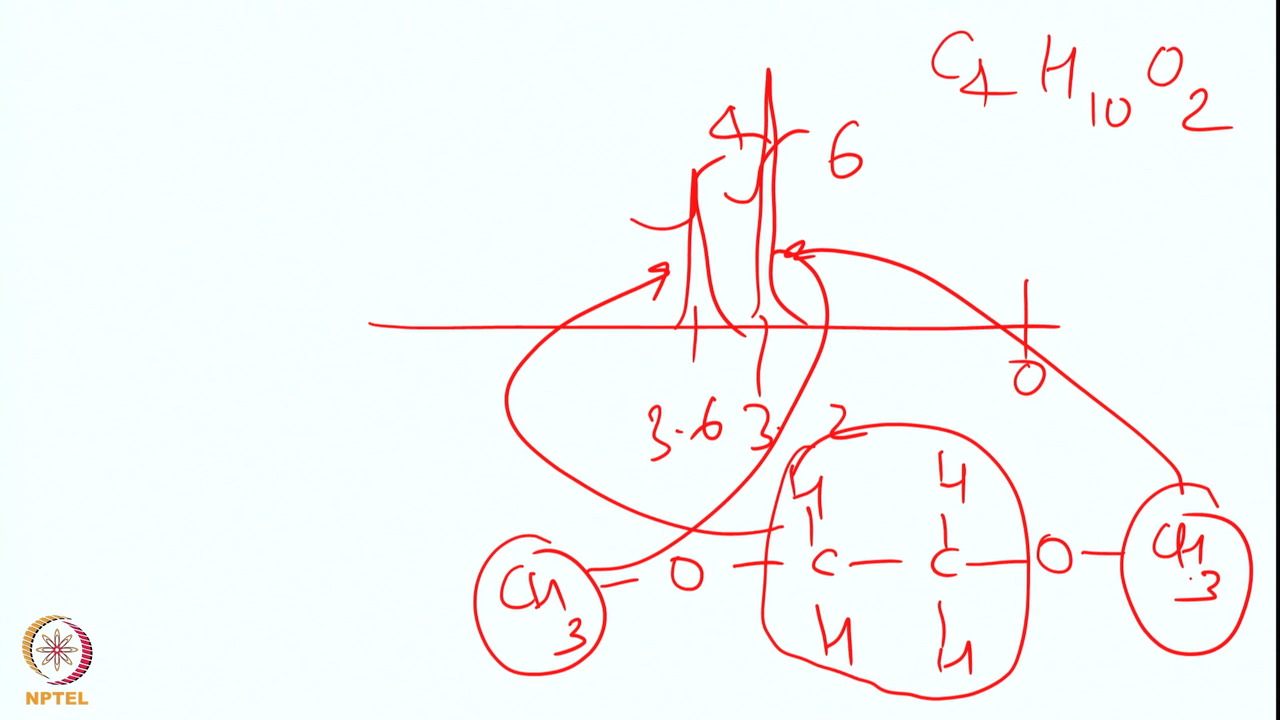 C4H10O2
4 6
0
3.6 3.2
H H
CH3 - O - C - C - O - CH3
H H
NPTEL